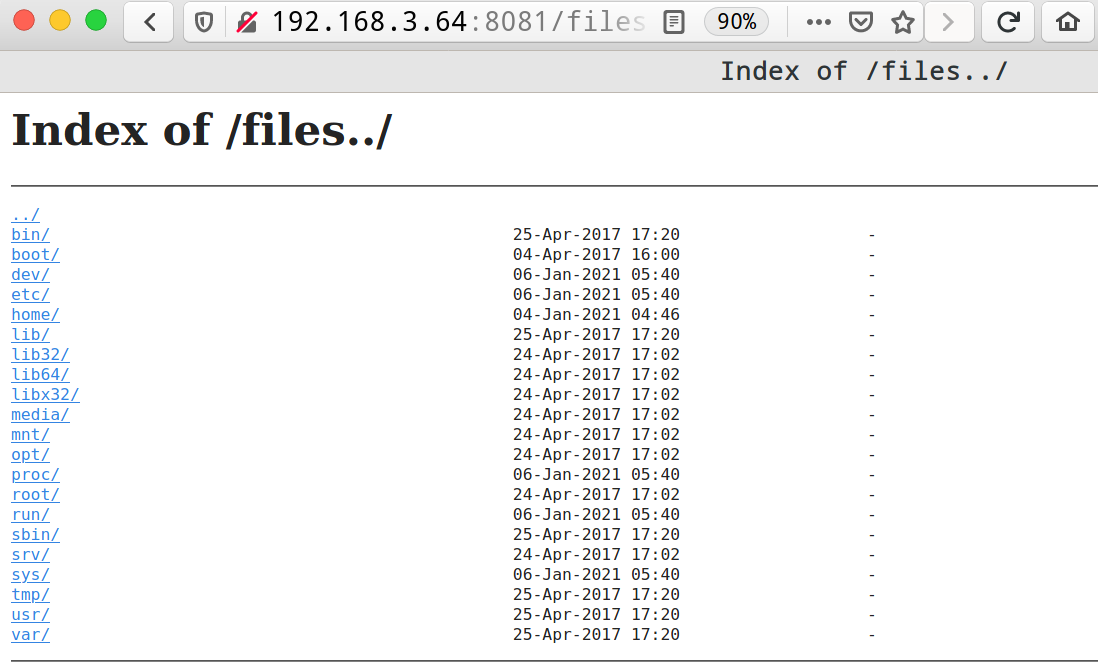 192.168.3.64:8081/files
90%
Index of /files../
Index of /files../
../
bin/ 25-Apr-2017 17:20 -
boot/ 04-Apr-2017 16:00 -
dev/ 06-Jan-2021 05:40 -
etc/ 06-Jan-2021 05:40 -
home/ 04-Jan-2021 04:46 -
lib/ 25-Apr-2017 17:20 -
lib32/ 24-Apr-2017 17:02 -
lib64/ 24-Apr-2017 17:02 -
libx32/ 24-Apr-2017 17:02 -
media/ 24-Apr-2017 17:02 -
mnt/ 24-Apr-2017 17:02 -
opt/ 24-Apr-2017 17:02 -
proc/ 06-Jan-2021 05:40 -
root/ 24-Apr-2017 17:02 -
run/ 06-Jan-2021 05:40 -
sbin/ 25-Apr-2017 17:20 -
srv/ 24-Apr-2017 17:02 -
sys/ 06-Jan-2021 05:40 -
tmp/ 25-Apr-2017 17:20 -
usr/ 25-Apr-2017 17:20 -
var/ 25-Apr-2017 17:20 -